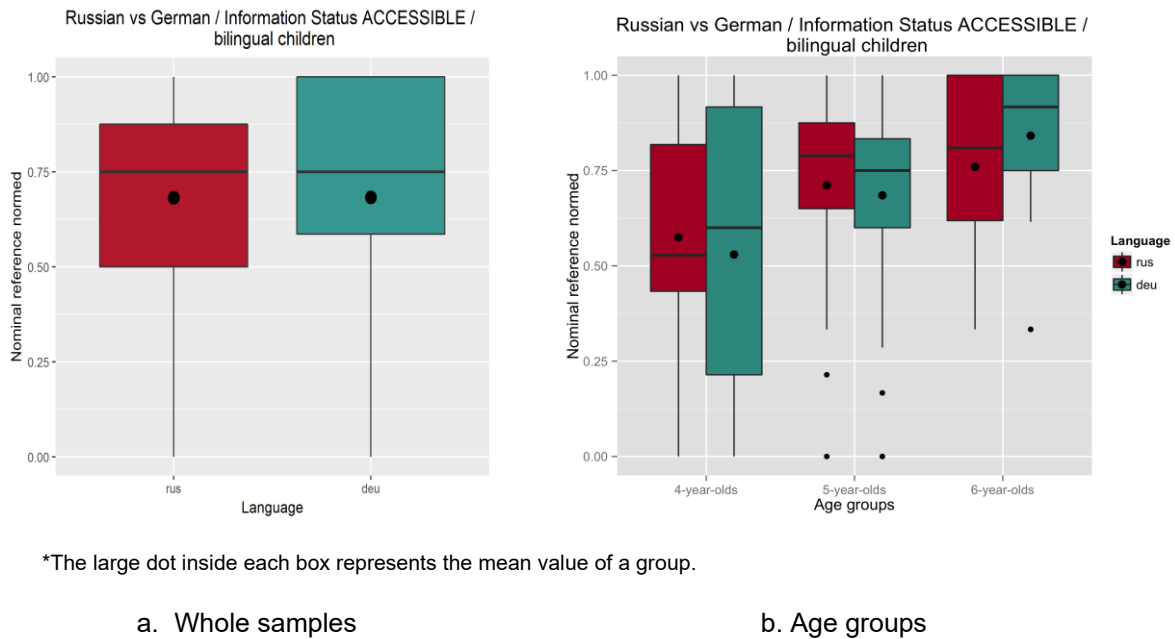 Russian vs German / Information Status ACCESSIBLE /
bilingual children
Nominal reference normed
1.00
0.75
0.50
0.25
0.00
rus
deu
Language
Russian vs German / Information Status ACCESSIBLE /
bilingual children
Nominal reference normed
1.00
0.75
0.50
0.25
0.00
4-year-olds
5-year-olds
6-year-olds
Age groups
Language
rus
deu
*The large dot inside each box represents the mean value of a group.
a. Whole samples
b. Age groups